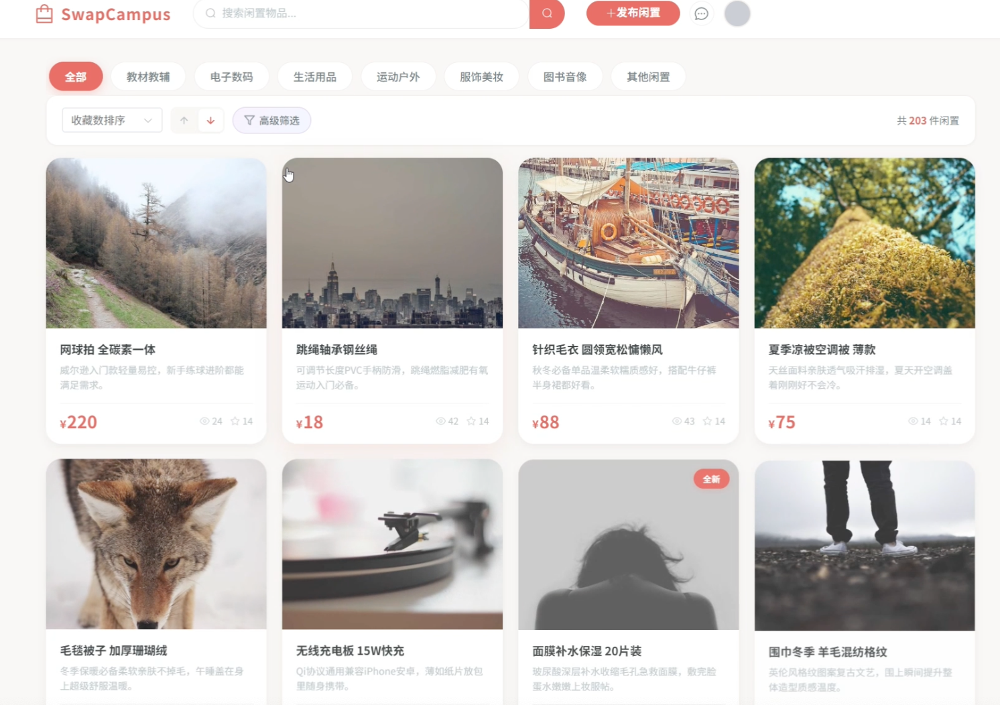 SwapCampus
搜索闲置物品...
+发布闲置
全部
教材教辅
电子数码
生活用品
运动户外
服饰美妆
图书音像
其他闲置
收藏数排序
高级筛选
共 203 件闲置
网球拍 全碳素一体
威尔逊入门款轻量易控，新手练球进阶都能
满足需求。
¥220
24
14
跳绳轴承钢丝绳
可调节长度PVC手柄防滑，跳绳燃脂减肥有氧
运动入门必备。
¥18
42
14
针织毛衣 圆领宽松慵懒风
秋冬必备单品温柔软糯质感好，搭配牛仔裤
半身裙都好看。
¥88
43
14
夏季凉被空调被 薄款
天丝面料亲肤透气吸汗排湿，夏天开空调盖
着刚刚好不会冷。
¥75
14
14
毛毯被子 加厚珊瑚绒
冬季保暖必备柔软亲肤不掉毛，午睡盖在身
上超级舒服温暖。
无线充电板 15W快充
Qi协议通用兼容iPhone安卓，薄如纸片放包
里随身携带。
全新
面膜补水保湿 20片装
玻尿酸深层补水收缩毛孔急救面膜，敷完脸
蛋水嫩嫩上妆服帖。
围巾冬季 羊毛混纺格纹
英伦风格纹图案复古文艺，围上瞬间提升整
体造型质感温度。